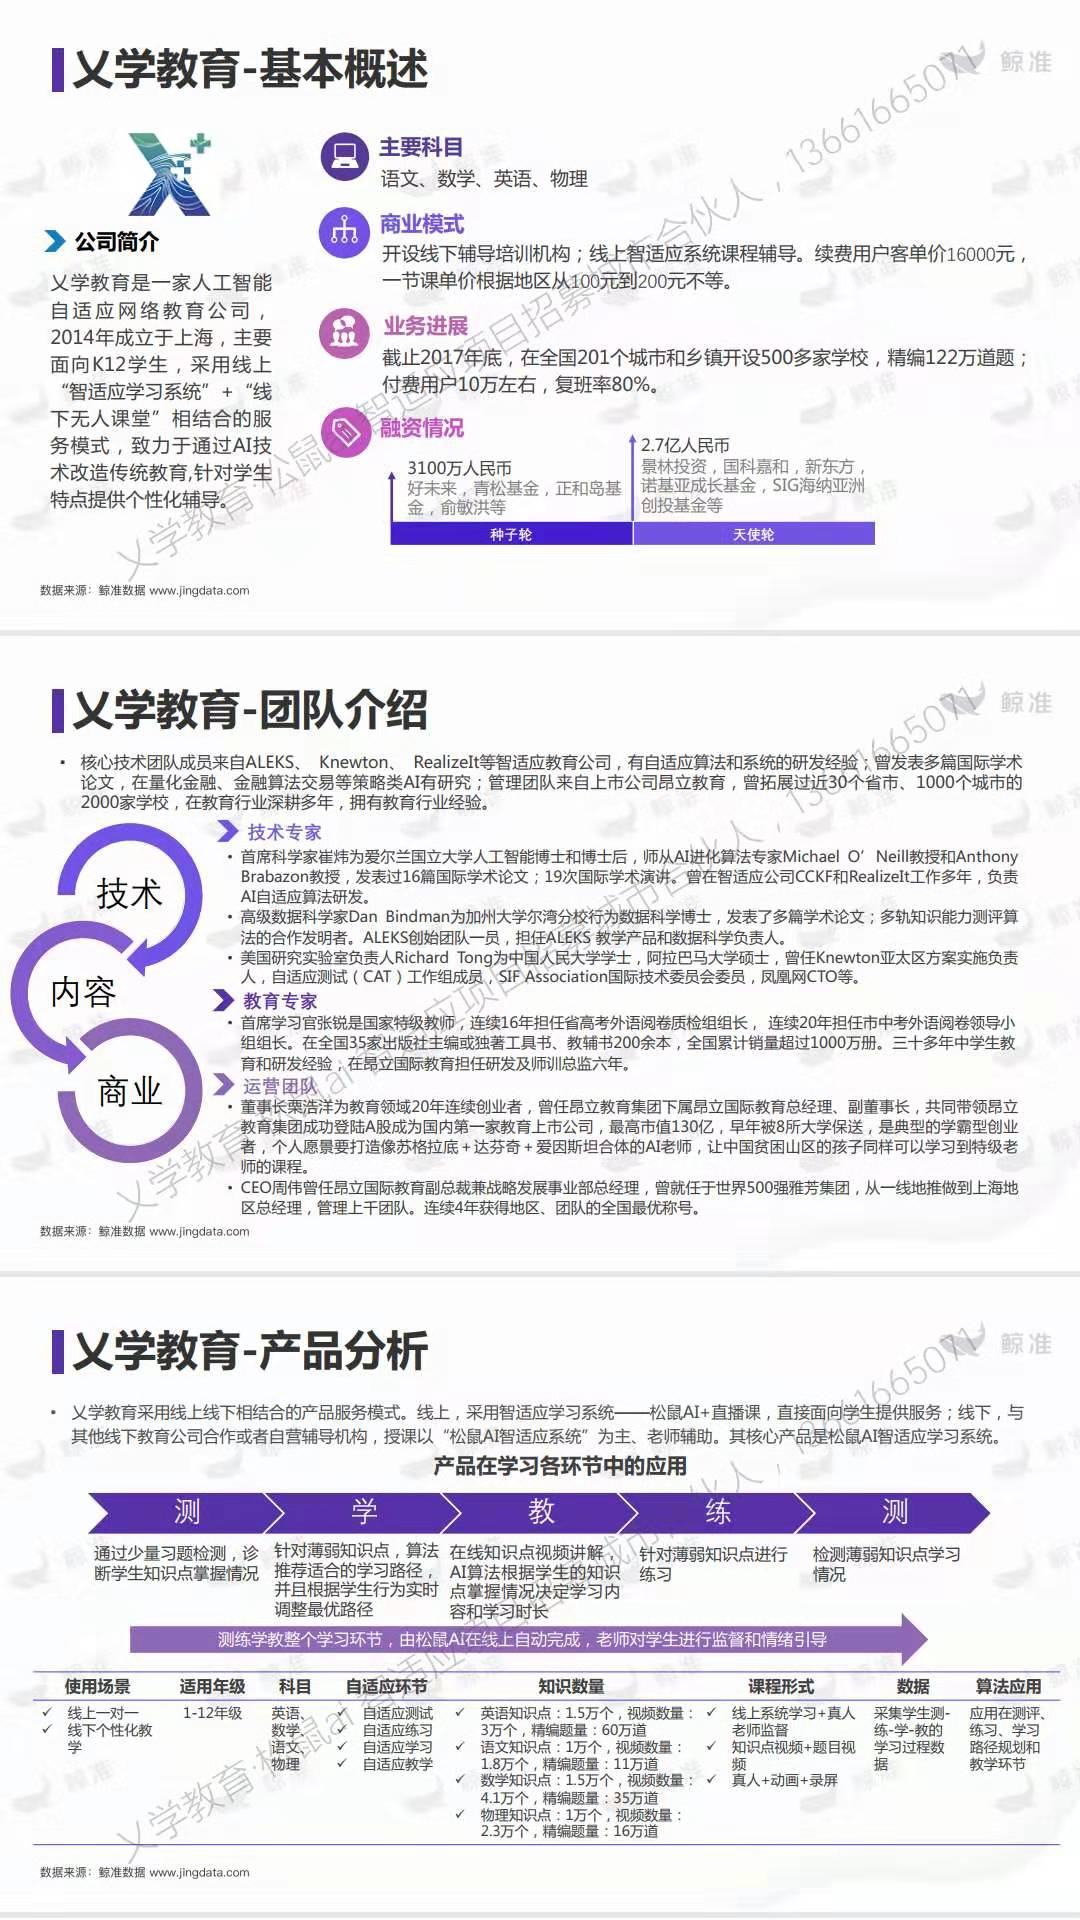 乂学教育-基本概述
鲸准
主要科目
语文、数学、英语、物理
商业模式
开设线下辅导培训机构；线上智适应系统课程辅导。续费用户客单价16000元，
一节课单价根据地区从100元到200元不等。
公司简介
乂学教育是一家人工智能
自适应网络教育公司，
2014年成立于上海，主要
面向K12学生，采用线上
“智适应学习系统”+“线
下无人课堂”相结合的服
务模式，致力于通过AI技
术改造传统教育,针对学生
特点提供个性化辅导。
业务进展
截止2017年底，在全国201个城市和乡镇开设500多家学校，精编122万道题；
付费用户10万左右，复班率80%。
融资情况
3100万人民币
好未来，青松基金，正和岛基
金，俞敏洪等
2.7亿人民币
景林投资，国科嘉和，新东方，
诺基亚成长基金，SIG海纳亚洲
创投基金等
种子轮
天使轮
乂学教育·松鼠ai 智适应项目招募城市合伙人，13661665071
数据来源：鲸准数据 www.jingdata.com
乂学教育-团队介绍
鲸准
• 核心技术团队成员来自ALEKS、 Knewton、 RealizeIt等智适应教育公司，有自适应算法和系统的研发经验；曾发表多篇国际学术
论文，在量化金融、金融算法交易等策略类AI有研究；管理团队来自上市公司昂立教育，曾拓展过近30个省市、1000个城市的
2000家学校，在教育行业深耕多年，拥有教育行业经验。
技术
内容
商业
技术专家
• 首席科学家崔炜为爱尔兰国立大学人工智能博士和博士后，师从AI进化算法专家Michael O’Neill教授和Anthony
Brabazon教授，发表过16篇国际学术论文；19次国际学术演讲。曾在智适应公司CCKF和RealizeIt工作多年，负责
AI自适应算法研发。
• 高级数据科学家Dan Bindman为加州大学尔湾分校行为数据科学博士，发表了多篇学术论文；多轨知识能力测评算
法的合作发明者。ALEKS创始团队一员，担任ALEKS 教学产品和数据科学负责人。
• 美国研究实验室负责人Richard Tong为中国人民大学学士，阿拉巴马大学硕士，曾任Knewton亚太区方案实施负责
人，自适应测试（CAT）工作组成员，SIF Association国际技术委员会委员，凤凰网CTO等。
教育专家
• 首席学习官张锐是国家特级教师，连续16年担任省高考外语阅卷质检组组长， 连续20年担任市中考外语阅卷领导小
组组长。在全国35家出版社主编或独著工具书、教辅书200余本，全国累计销量超过1000万册。三十多年中学生教
育和研发经验，在昂立国际教育担任研发及师训总监六年。
运营团队
• 董事长栗浩洋为教育领域20年连续创业者，曾任昂立教育集团下属昂立国际教育总经理、副董事长，共同带领昂立
教育集团成功登陆A股成为国内第一家教育上市公司，最高市值130亿，早年被8所大学保送，是典型的学霸型创业
者，个人愿景要打造像苏格拉底＋达芬奇＋爱因斯坦合体的AI老师，让中国贫困山区的孩子同样可以学习到特级老
师的课程。
• CEO周伟曾任昂立国际教育副总裁兼战略发展事业部总经理，曾就任于世界500强雅芳集团，从一线地推做到上海地
区总经理，管理上千团队。连续4年获得地区、团队的全国最优称号。
乂学教育·松鼠ai 智适应项目招募城市合伙人，13661665071
数据来源：鲸准数据 www.jingdata.com
乂学教育-产品分析
鲸准
• 乂学教育采用线上线下相结合的产品服务模式。线上，采用智适应学习系统——松鼠AI+直播课，直接面向学生提供服务；线下，与
其他线下教育公司合作或者自营辅导机构，授课以“松鼠AI智适应系统”为主、老师辅助。其核心产品是松鼠AI智适应学习系统。
产品在学习各环节中的应用
测
学
教
练
测
通过少量习题检测，诊
断学生知识点掌握情况
针对薄弱知识点，算法
推荐适合的学习路径，
并且根据学生行为实时
调整最优路径
在线知识点视频讲解，
AI算法根据学生的知识
点掌握情况决定学习内
容和学习时长
针对薄弱知识点进行
练习
检测薄弱知识点学习
情况
测练学教整个学习环节，由松鼠AI在线上自动完成，老师对学生进行监督和情绪引导
使用场景
适用年级
科目
自适应环节
知识数量
课程形式
数据
算法应用
✓ 线上一对一
✓ 线下个性化教
学
1-12年级
英语、
数学、
语文、
物理
✓ 自适应测试
✓ 自适应练习
✓ 自适应学习
✓ 自适应教学
✓ 英语知识点：1.5万个，视频数量：
3万个，精编题量：60万道
✓ 语文知识点：1万个，视频数量：
1.8万个，精编题量：11万道
✓ 数学知识点：1.5万个，视频数量：
4.1万个，精编题量：35万道
✓ 物理知识点：1万个，视频数量：
2.3万个，精编题量：16万道
✓ 线上系统学习+真人
老师监督
✓ 知识点视频+题目视
频
✓ 真人+动画+录屏
采集学生测-
练-学-教的
学习过程数
据
应用在测评、
练习、学习
路径规划和
教学环节
乂学教育·松鼠ai 智适应项目招募城市合伙人，13661665071
数据来源：鲸准数据 www.jingdata.com